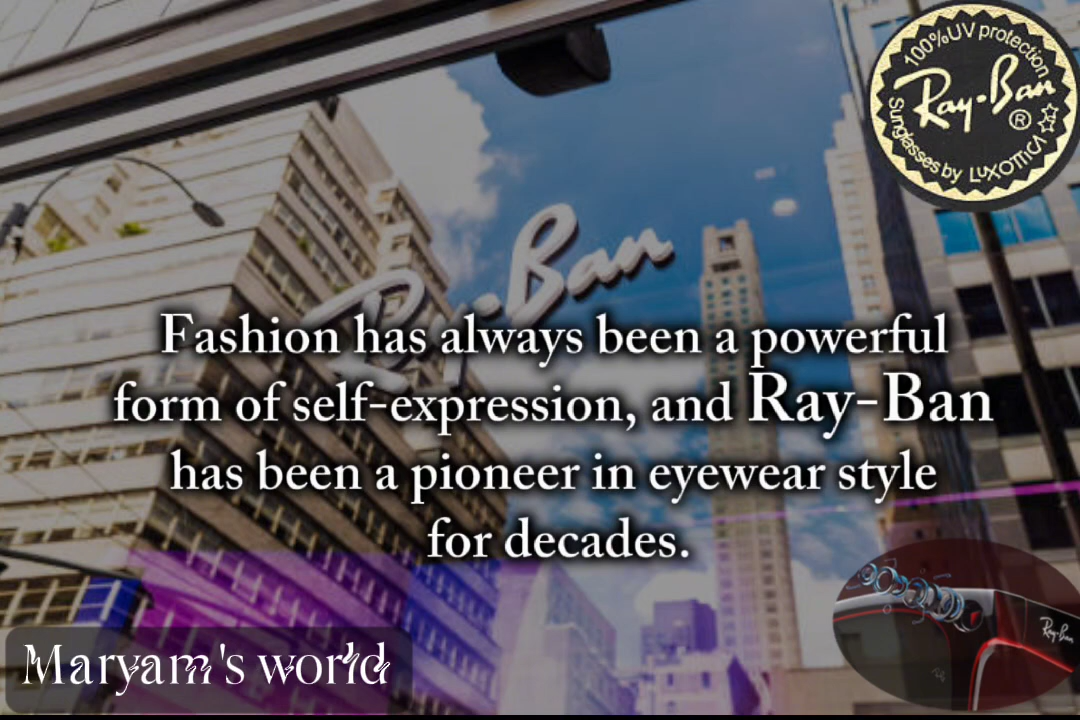 100%UV protection
Ray-Ban
®
Sunglasses by LUXOTTICA
Ray-Ban
Fashion has always been a powerful
form of self-expression, and Ray-Ban
has been a pioneer in eyewear style
for decades.
Ray-Ban
Maryam's world